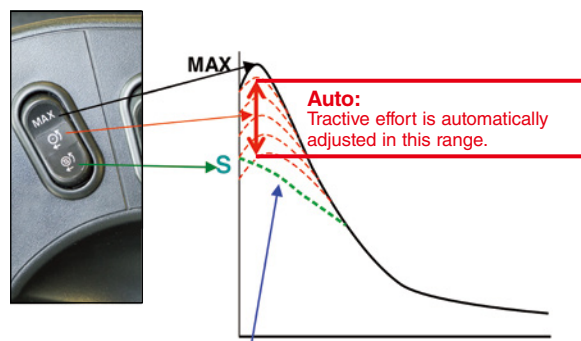 MAX
MAX
Auto:
Tractive effort is automatically
adjusted in this range.
S